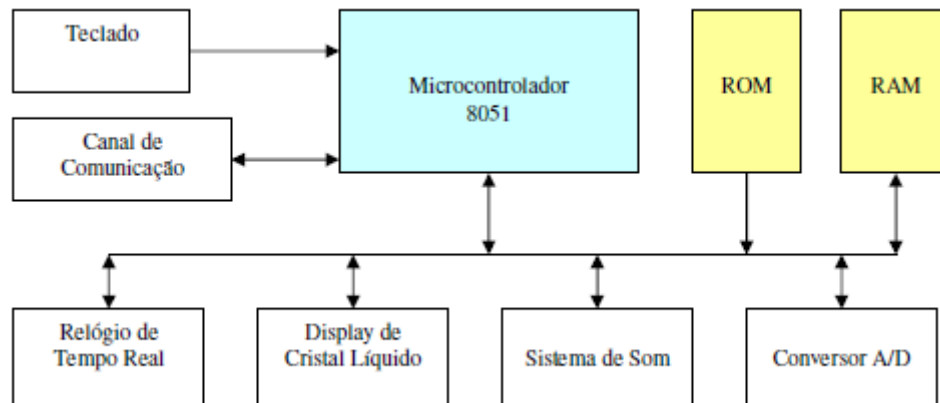 Teclado
Microcontrolador
8051
ROM
RAM
Canal de
Comunicação
Relógio de
Tempo Real
Display de
Cristal Líquido
Sistema de Som
Conversor A/D